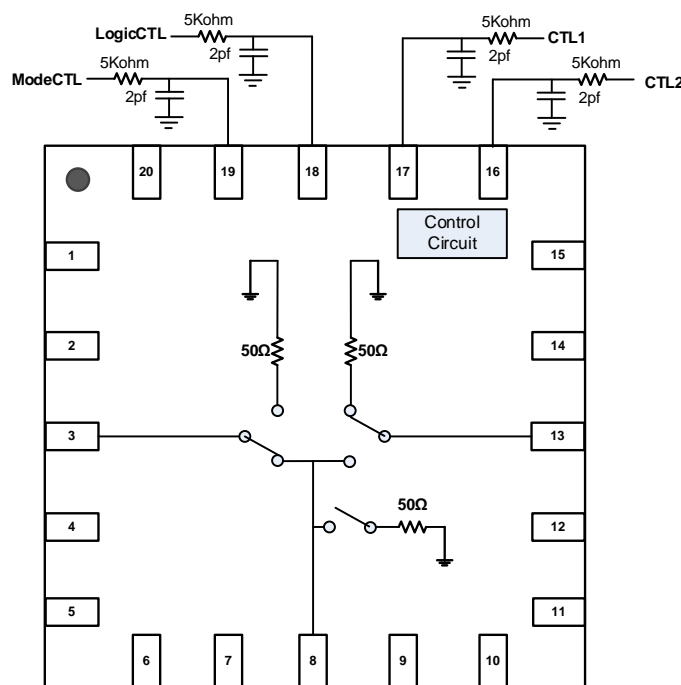 5Kohm
LogicCTL
2pf
5Kohm
CTL1
2pf
5Kohm
ModeCTL
2pf
5Kohm
CTL2
2pf
20
19
18
17
16
Control
Circuit
1
15
2
14
50Ω
50Ω
3
13
50Ω
4
12
5
11
6
7
8
9
10